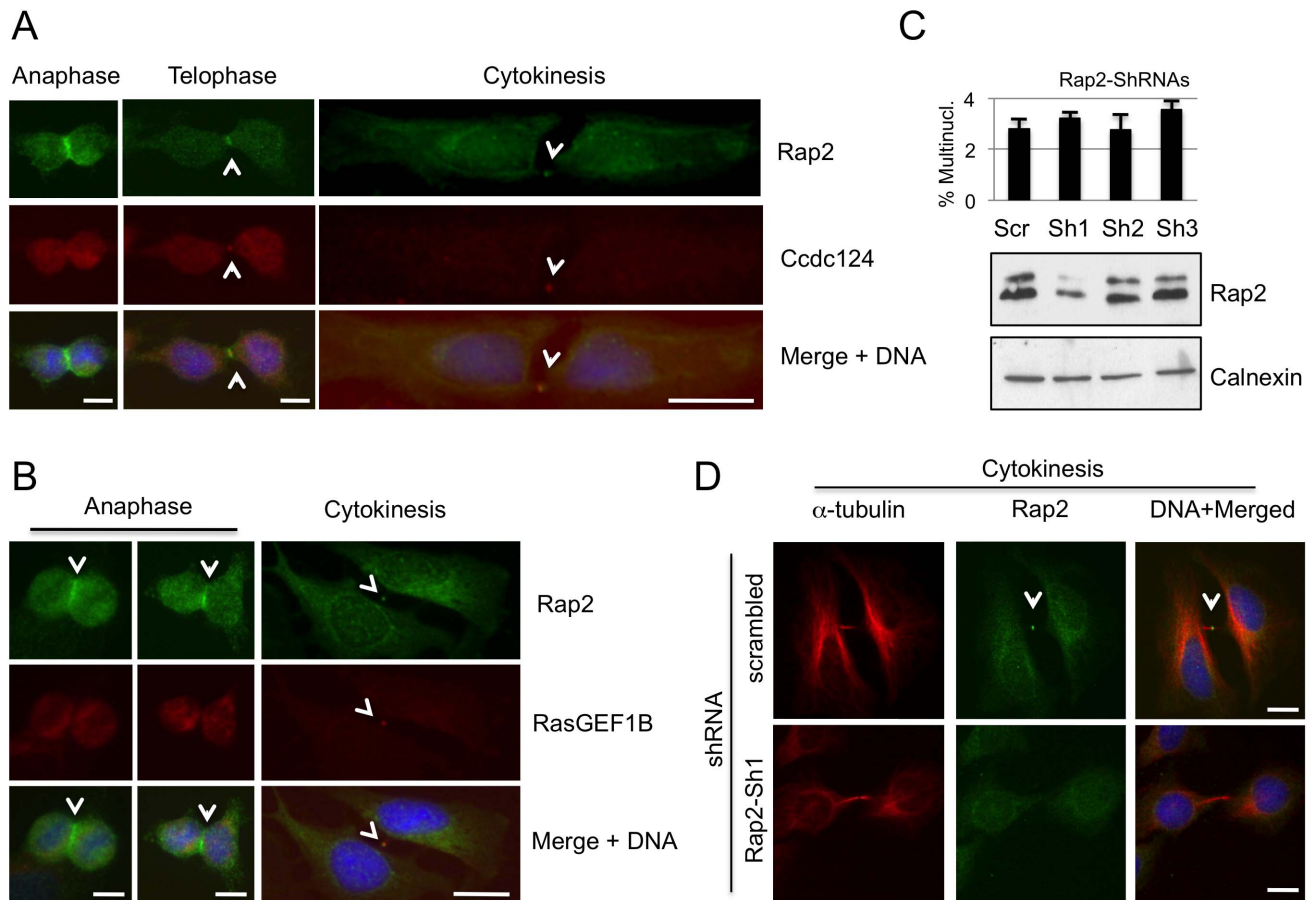 A
Anaphase Telophase Cytokinesis
Rap2
Ccdc124
Merge + DNA
B
Anaphase Cytokinesis
Rap2
RasGEF1B
Merge + DNA
C
Rap2-ShRNAs
% Multinucl.
4
2
0
Scr Sh1 Sh2 Sh3
Rap2
Calnexin
D
Cytokinesis
α-tubulin Rap2 DNA+Merged
shRNA
scrambled
Rap2-Sh1